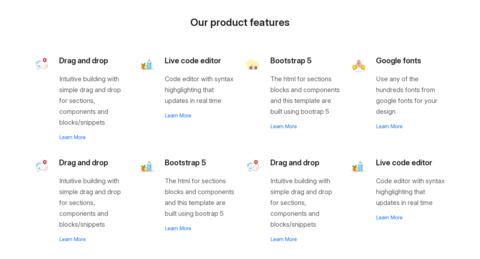 Our product features
Drag and drop
Intuitive building with
simple drag and drop
for sections,
components and
blocks/snippets
Learn More
Live code editor
Code editor with syntax
highglighting that
updates in real time
Learn More
Bootstrap 5
The html for sections
blocks and components
and this template are
built using bootrap 5
Learn More
Google fonts
Use any of the
hundreds fonts from
google fonts for your
design
Learn More
Drag and drop
Intuitive building with
simple drag and drop
for sections,
components and
blocks/snippets
Learn More
Bootstrap 5
The html for sections
blocks and components
and this template are
built using bootrap 5
Learn More
Drag and drop
Intuitive building with
simple drag and drop
for sections,
components and
blocks/snippets
Learn More
Live code editor
Code editor with syntax
highglighting that
updates in real time
Learn More